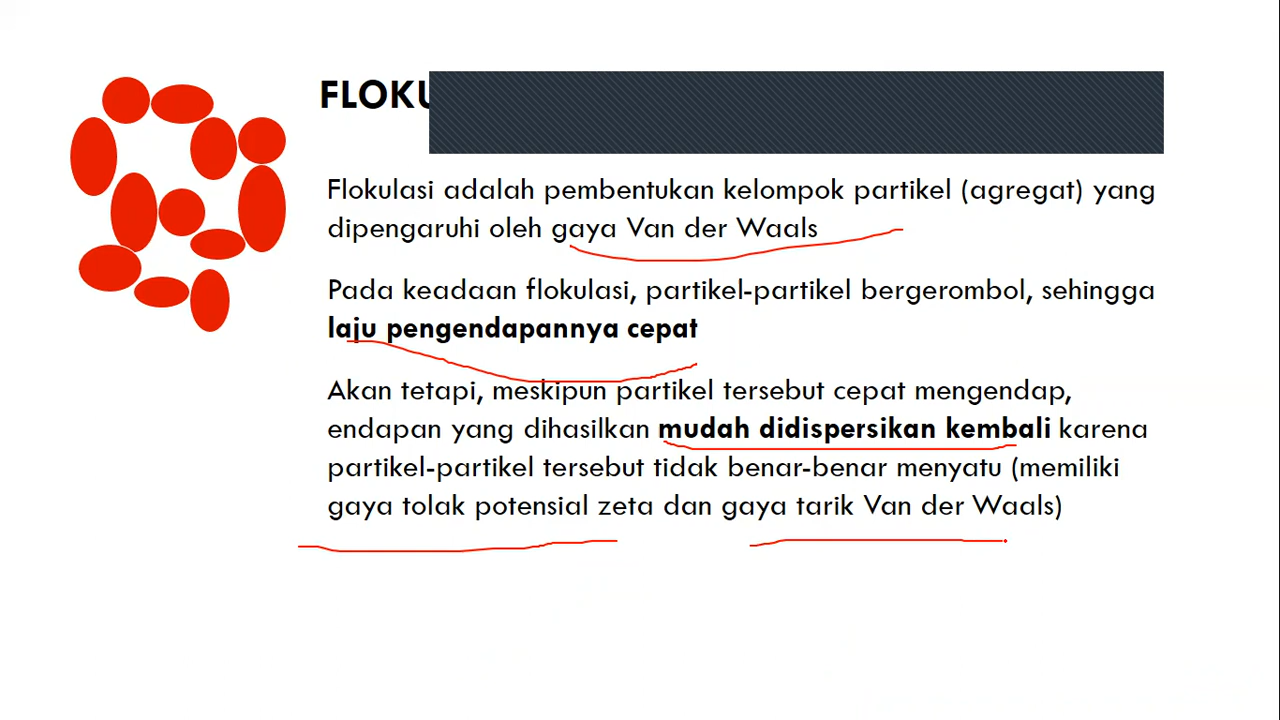 FLOKU
Flokulasi adalah pembentukan kelompok partikel (agregat) yang
dipengaruhi oleh gaya Van der Waals
Pada keadaan flokulasi, partikel-partikel bergerombol, sehingga
laju pengendapannya cepat
Akan tetapi, meskipun partikel tersebut cepat mengendap,
endapan yang dihasilkan mudah didispersikan kembali karena
partikel-partikel tersebut tidak benar-benar menyatu (memiliki
gaya tolak potensial zeta dan gaya tarik Van der Waals)